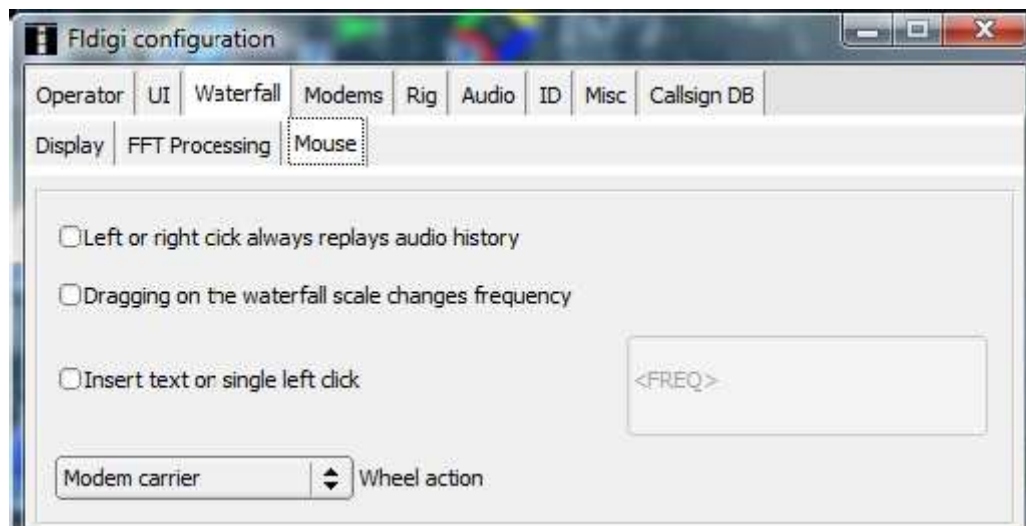 Fldigi configuration
Operator UI Waterfall Modems Rig Audio ID Misc Callsign DB
Display FFT Processing Mouse
Left or right cick always replays audio history
Dragging on the waterfall scale changes frequency
Insert text on single left click
<FREQ>
Modem carrier Wheel action